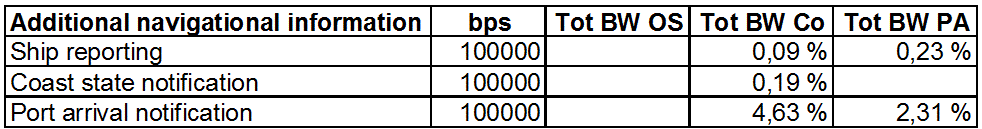 Additional navigational information bps Tot BW OS Tot BW Co Tot BW PA
Ship reporting 100000 0,09 % 0,23 %
Coast state notification 100000 0,19 %
Port arrival notification 100000 4,63 % 2,31 %